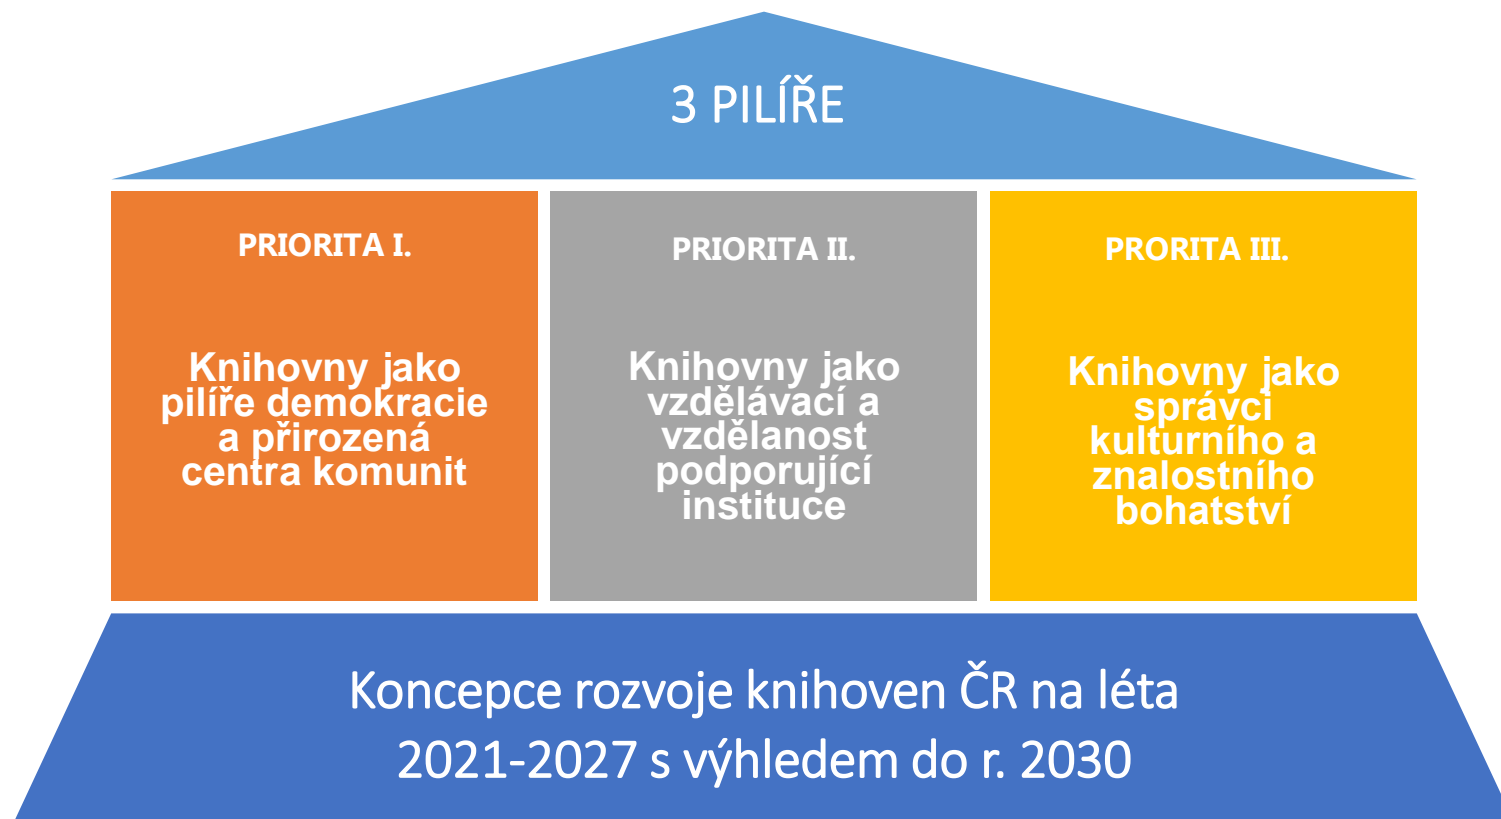 3 PILÍŘE
PRIORITA I.
Knihovny jako
pilíře demokracie
a přirozená
centra komunit
PRIORITA II.
Knihovny jako
vzdělávací a
vzdělanost
podporující
instituce
PRORITA III.
Knihovny jako
správci
kulturního a
znalostního
bohatství
Koncepce rozvoje knihoven ČR na léta
2021-2027 s výhledem do r. 2030